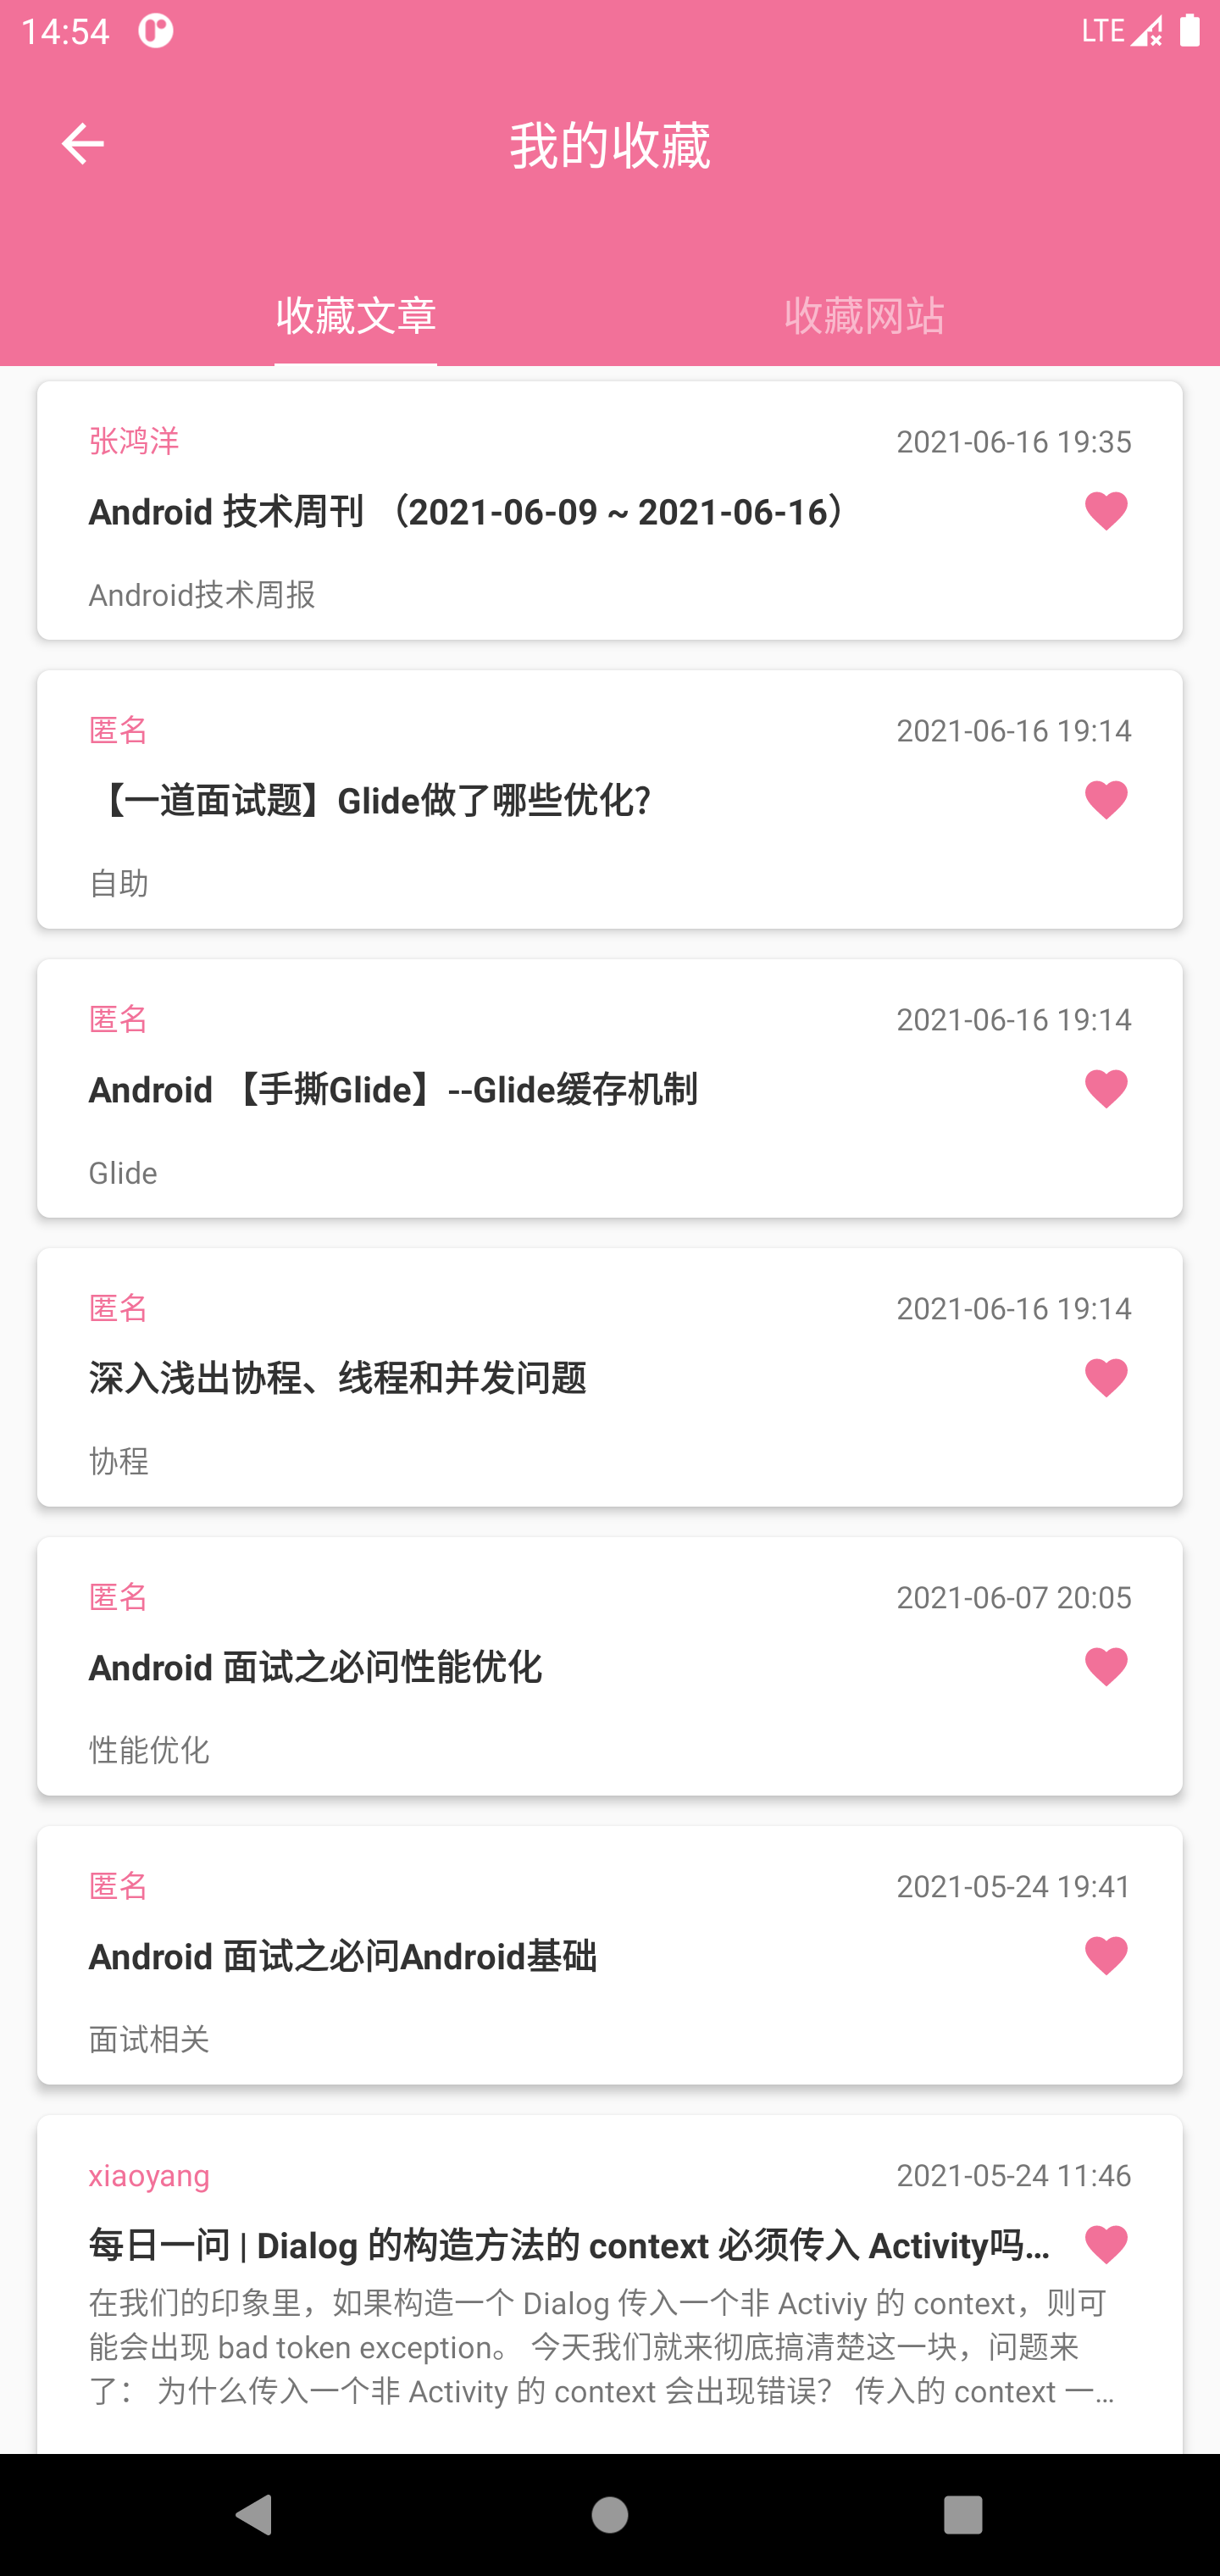 14:54
LTE
我的收藏
收藏文章
收藏网站
张鸿洋
2021-06-16 19:35
Android 技术周刊 （2021-06-09 ~ 2021-06-16）
Android技术周报
匿名
2021-06-16 19:14
【一道面试题】Glide做了哪些优化?
自助
匿名
2021-06-16 19:14
Android 【手撕Glide】--Glide缓存机制
Glide
匿名
2021-06-16 19:14
深入浅出协程、线程和并发问题
协程
匿名
2021-06-07 20:05
Android 面试之必问性能优化
性能优化
匿名
2021-05-24 19:41
Android 面试之必问Android基础
面试相关
xiaoyang
2021-05-24 11:46
每日一问 | Dialog 的构造方法的 context 必须传入 Activity吗...
在我们的印象里，如果构造一个 Dialog 传入一个非 Activiy 的 context，则可
能会出现 bad token exception。 今天我们就来彻底搞清楚这一块，问题来
了： 为什么传入一个非 Activity 的 context 会出现错误？ 传入的 context 一...